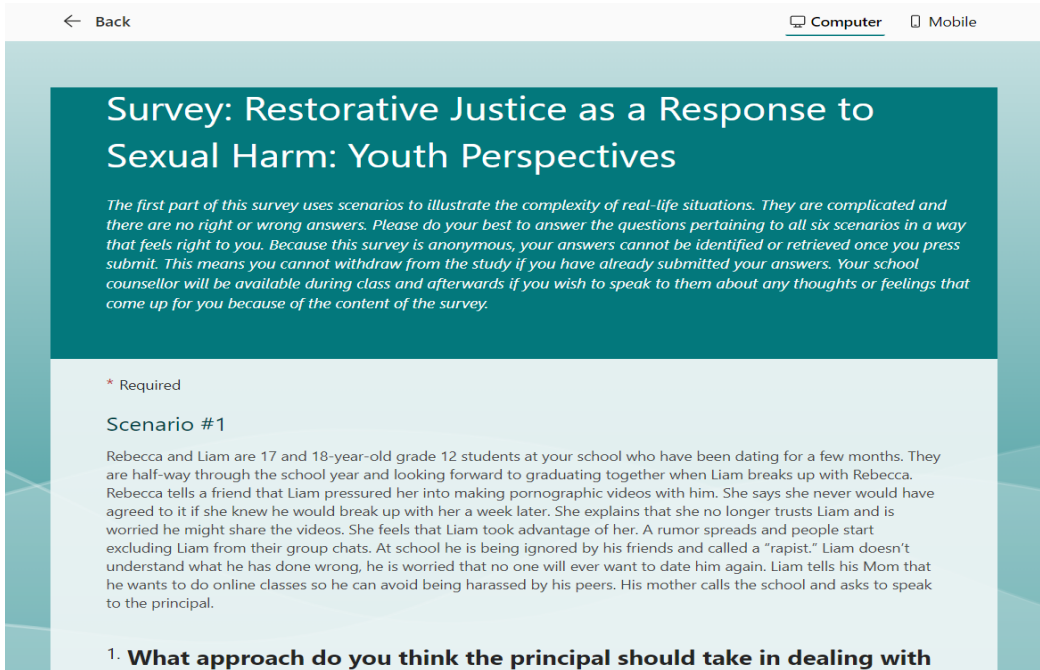 Back
Computer
Mobile
Survey: Restorative Justice as a Response to
Sexual Harm: Youth Perspectives
The first part of this survey uses scenarios to illustrate the complexity of real-life situations. They are complicated and
there are no right or wrong answers. Please do your best to answer the questions pertaining to all six scenarios in a way
that feels right to you. Because this survey is anonymous, your answers cannot be identified or retrieved once you press
submit. This means you cannot withdraw from the study if you have already submitted your answers. Your school
counsellor will be available during class and afterwards if you wish to speak to them about any thoughts or feelings that
come up for you because of the content of the survey.
* Required
Scenario #1
Rebecca and Liam are 17 and 18-year-old grade 12 students at your school who have been dating for a few months. They
are half-way through the school year and looking forward to graduating together when Liam breaks up with Rebecca.
Rebecca tells a friend that Liam pressured her into making pornographic videos with him. She says she never would have
agreed to it if she knew he would break up with her a week later. She explains that she no longer trusts Liam and is
worried he might share the videos. She feels that Liam took advantage of her. A rumor spreads and people start
excluding Liam from their group chats. At school he is being ignored by his friends and called a “rapist.” Liam doesn’t
understand what he has done wrong, he is worried that no one will ever want to date him again. Liam tells his Mom that
he wants to do online classes so he can avoid being harassed by his peers. His mother calls the school and asks to speak
to the principal.
1. What approach do you think the principal should take in dealing with